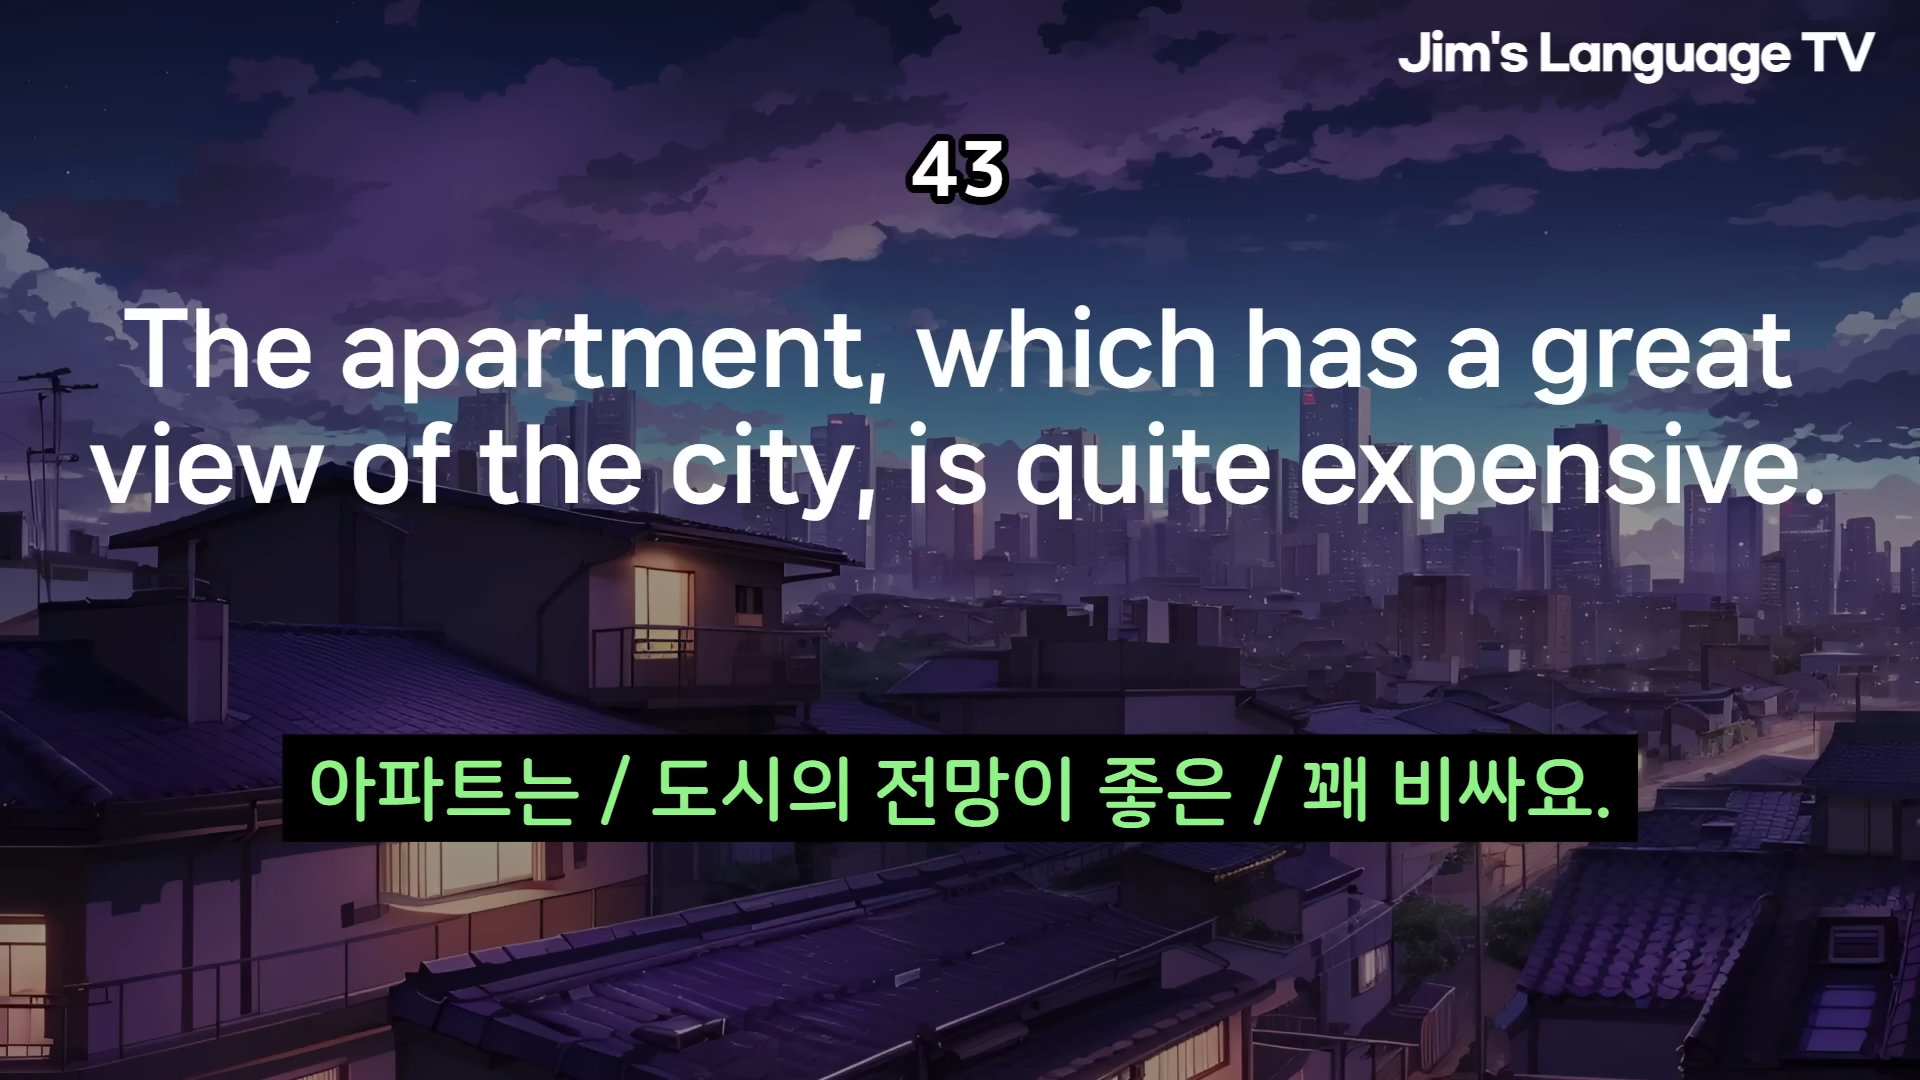 Jim's Language TV
43
The apartment, which has a great
view of the city, is quite expensive.
아파트는 / 도시의 전망이 좋은 / 꽤 비싸요.